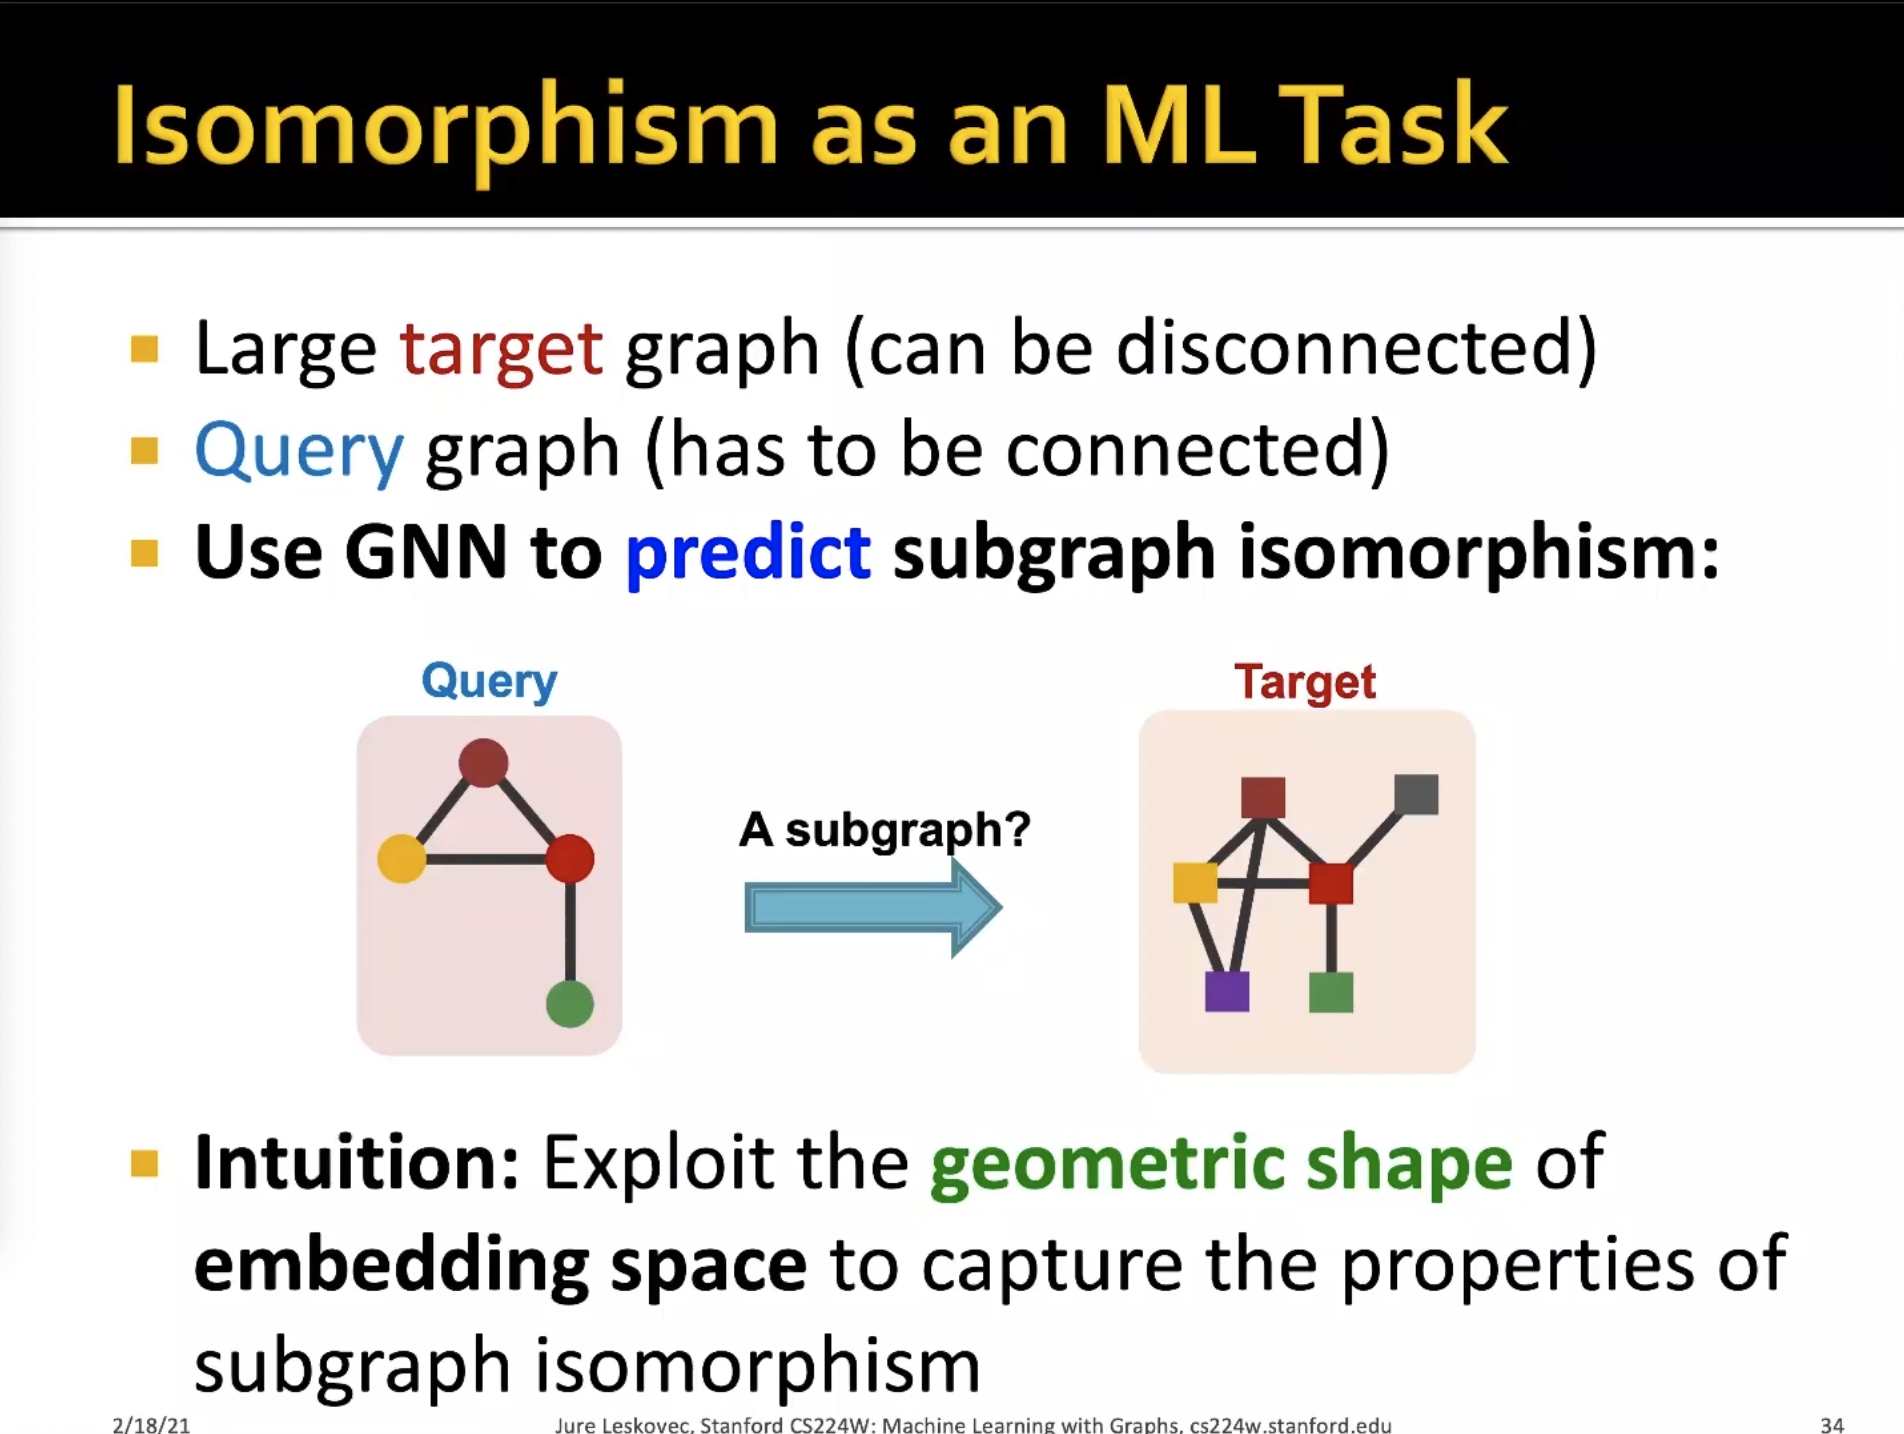 Isomorphism as an ML Task
Large target graph (can be disconnected)
Query graph (has to be connected)
Use GNN to predict subgraph isomorphism:
Query
Target
A subgraph?
Intuition: Exploit the geometric shape of
embedding space to capture the properties of
subgraph isomorphism
2/18/21
Jure Leskovec, Stanford CS224W: Machine Learning with Graphs, cs224w.stanford.edu
34